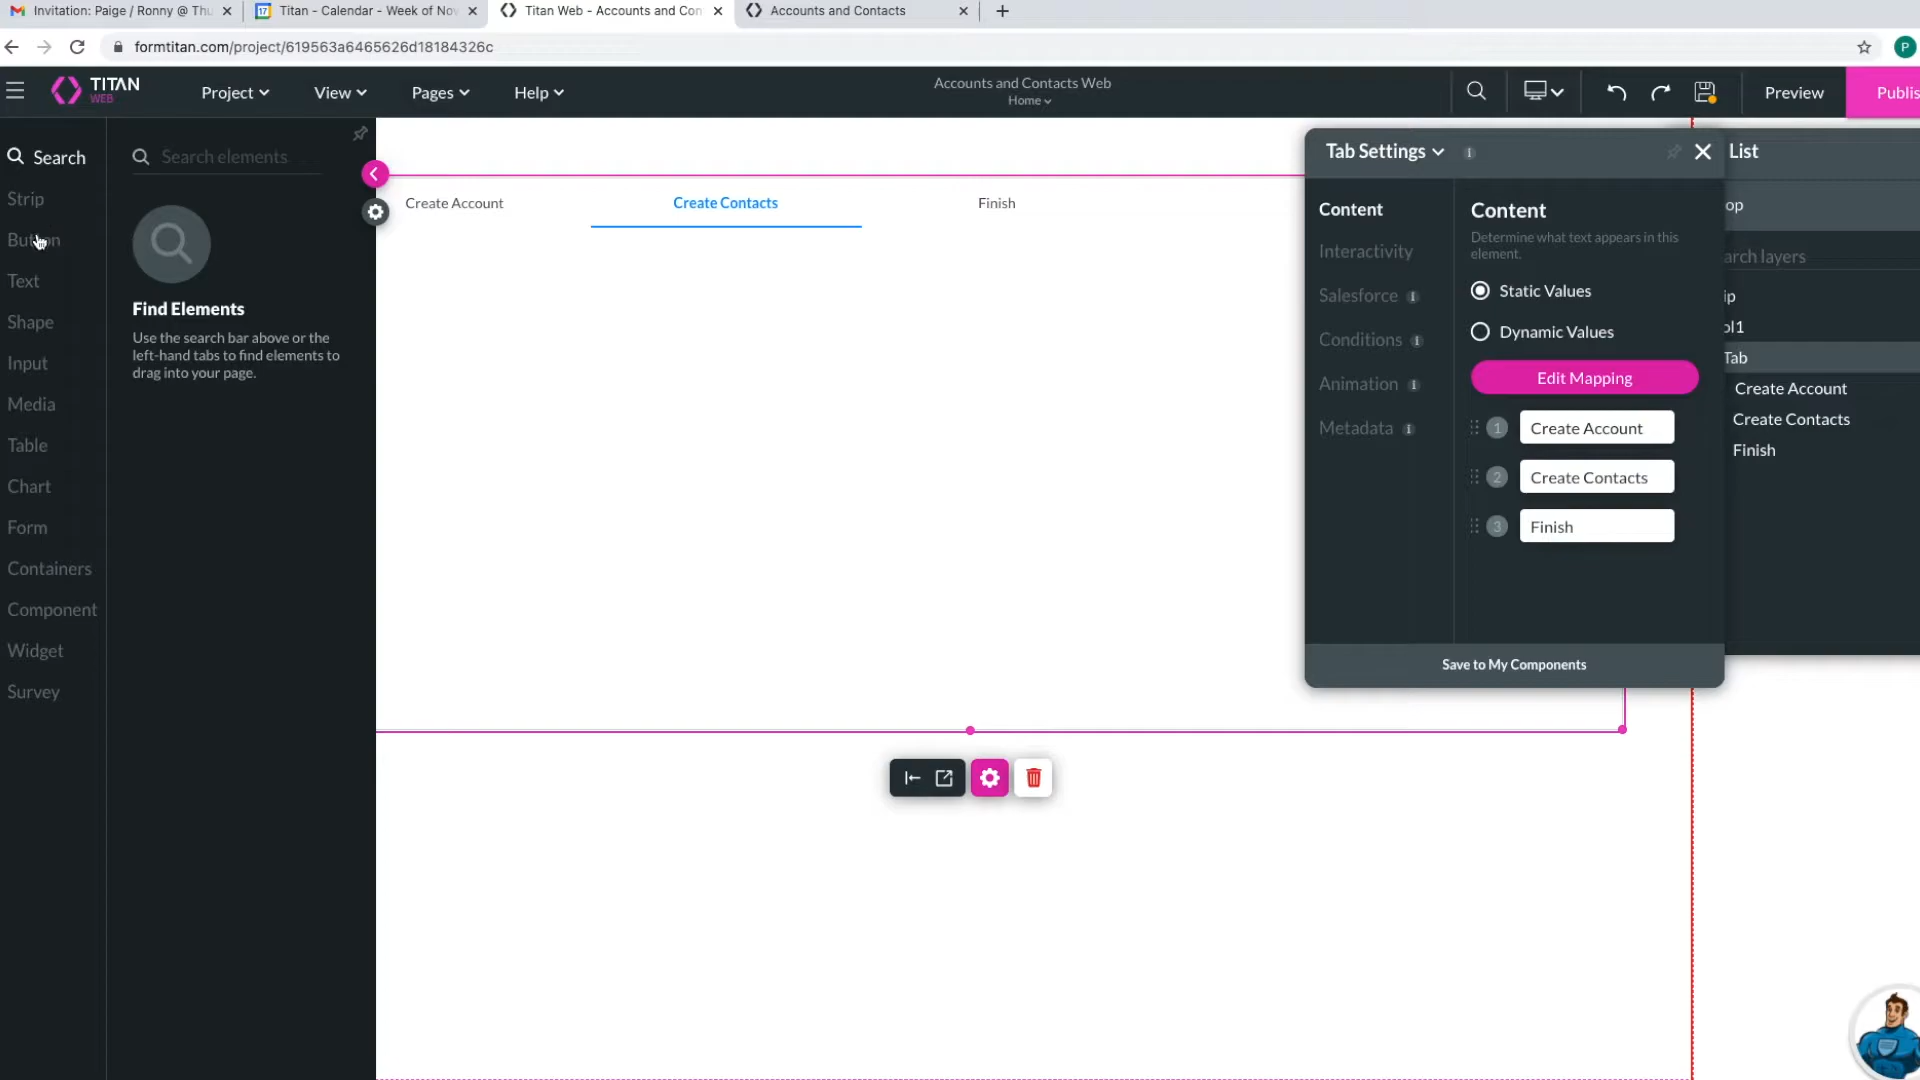 Invitation: Paige / Ronny @ Thu
Titan - Calendar - Week of Nov
Titan Web - Accounts and Con
Accounts and Contacts
formtitan.com/project/619563a6465626d18184326c
P
TITAN
WEB
Project
View
Pages
Help
Accounts and Contacts Web
Home
Preview
Publis
Search
Strip
Button
Text
Shape
Input
Media
Table
Chart
Form
Containers
Component
Widget
Survey
Search elements
Find Elements
Use the search bar above or the
left-hand tabs to find elements to
drag into your page.
Create Account
Create Contacts
Finish
Tab Settings
Content
Interactivity
Salesforce
Conditions
Animation
Metadata
Content
Determine what text appears in this
element.
Static Values
Dynamic Values
Edit Mapping
1 Create Account
2 Create Contacts
3 Finish
Save to My Components
List
op
arch layers
ip
ol1
Tab
Create Account
Create Contacts
Finish